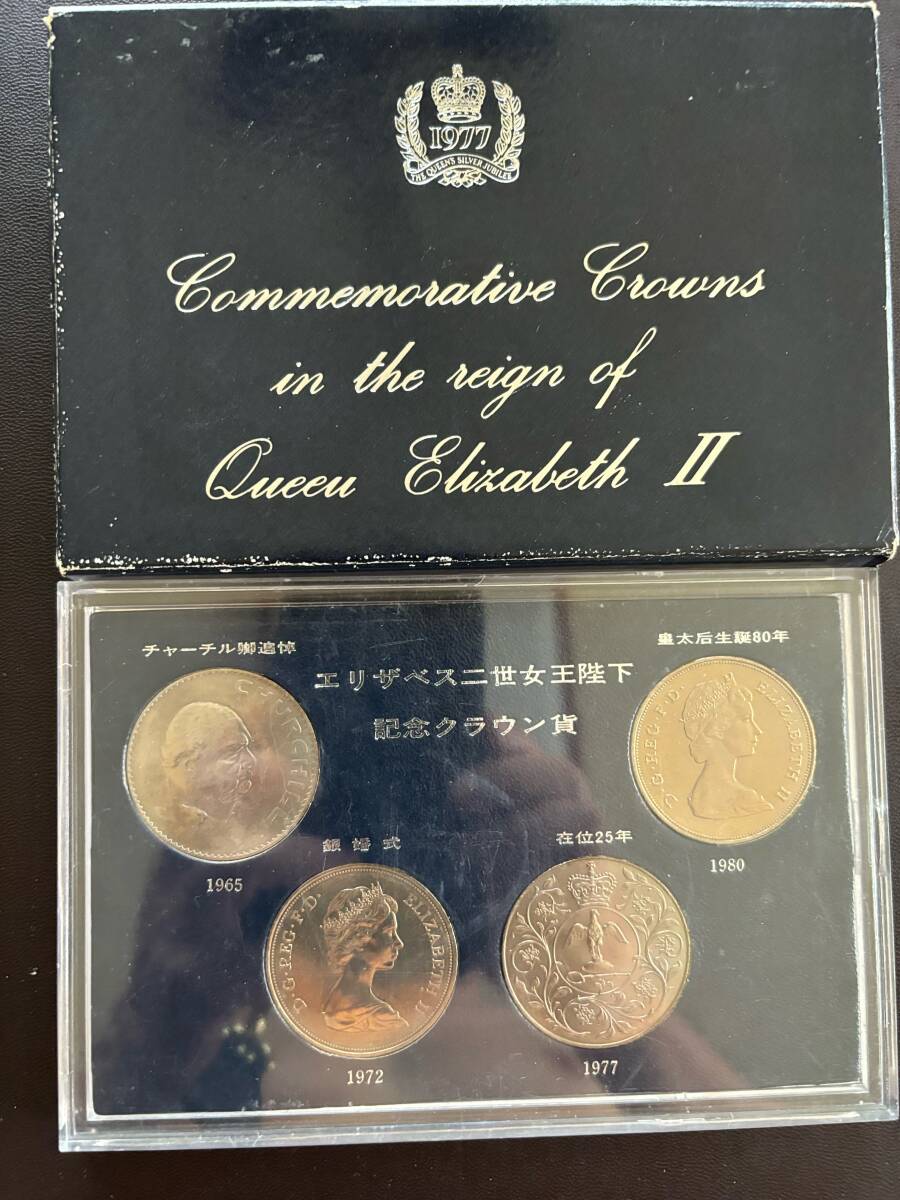 1977
THE QUEEN'S SILVER JUBILEE
Commemorative Crowns
in the reign of
Queeu Elizabeth II
チャーチル卿追悼
皇太后生誕80年
エリザベス二世女王陛下
記念クラウン貨
CHURCHILL
D·G·REG·F·D· ELIZABETH II
1965
銀婚式
在位25年
1980
D·G·REG·F·D· ELIZABETH II
1972
1977